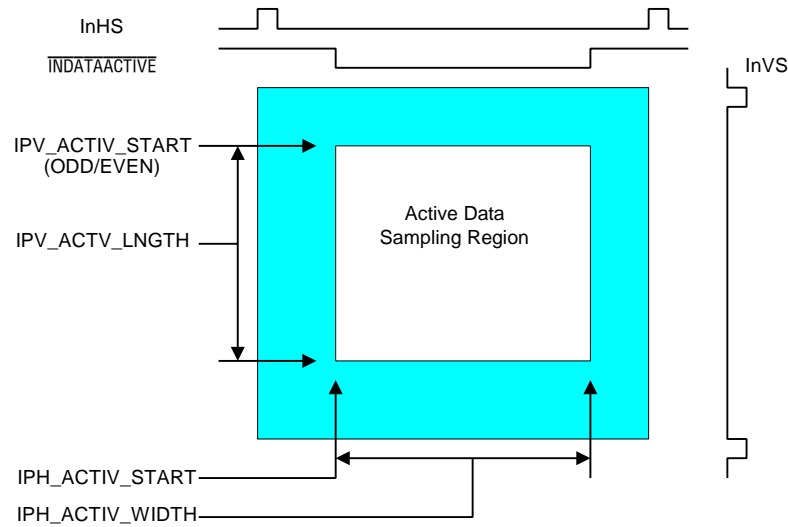 InHS
INDATAACTIVE
InVS
IPV_ACTIV_START
(ODD/EVEN)
Active Data
Sampling Region
IPV_ACTV_LNGTH
IPH_ACTIV_START
IPH_ACTIV_WIDTH